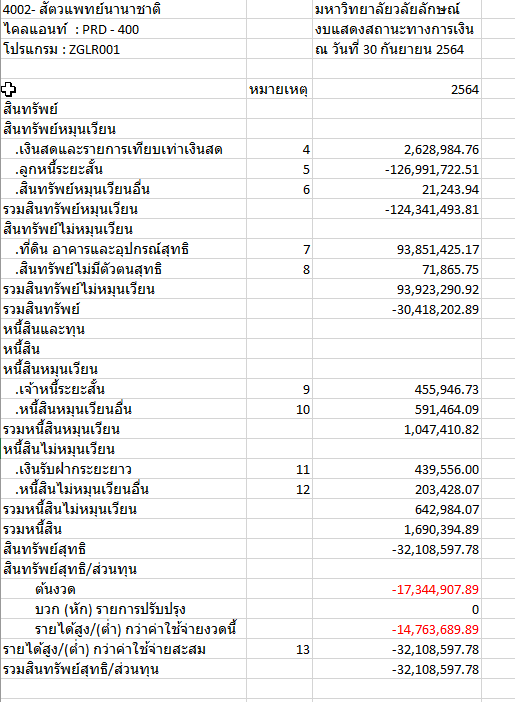 4002- สัตวแพทย์นานาชาติ มหาวิทยาลัยวลัยลักษณ์
ไคลแอนท์ : PRD - 400 งบแสดงสถานะทางการเงิน
โปรแกรม : ZGLR001 ณ วันที่ 30 กันยายน 2564
หมายเหตุ 2564
สินทรัพย์
สินทรัพย์หมุนเวียน
.เงินสดและรายการเทียบเท่าเงินสด 4 2,628,984.76
.ลูกหนี้ระยะสั้น 5 -126,991,722.51
.สินทรัพย์หมุนเวียนอื่น 6 21,243.94
รวมสินทรัพย์หมุนเวียน -124,341,493.81
สินทรัพย์ไม่หมุนเวียน
.ที่ดิน อาคารและอุปกรณ์สุทธิ 7 93,851,425.17
.สินทรัพย์ไม่มีตัวตนสุทธิ 8 71,865.75
รวมสินทรัพย์ไม่หมุนเวียน 93,923,290.92
รวมสินทรัพย์ -30,418,202.89
หนี้สินและทุน
หนี้สิน
หนี้สินหมุนเวียน
.เจ้าหนี้ระยะสั้น 9 455,946.73
.หนี้สินหมุนเวียนอื่น 10 591,464.09
รวมหนี้สินหมุนเวียน 1,047,410.82
หนี้สินไม่หมุนเวียน
.เงินรับฝากระยะยาว 11 439,556.00
.หนี้สินไม่หมุนเวียนอื่น 12 203,428.07
รวมหนี้สินไม่หมุนเวียน 642,984.07
รวมหนี้สิน 1,690,394.89
สินทรัพย์สุทธิ -32,108,597.78
สินทรัพย์สุทธิ/ส่วนทุน
ต้นงวด -17,344,907.89
บวก (หัก) รายการปรับปรุง 0
รายได้สูง/(ต่ำ) กว่าค่าใช้จ่ายงวดนี้ -14,763,689.89
รายได้สูง/(ต่ำ) กว่าค่าใช้จ่ายสะสม 13 -32,108,597.78
รวมสินทรัพย์สุทธิ/ส่วนทุน -32,108,597.78